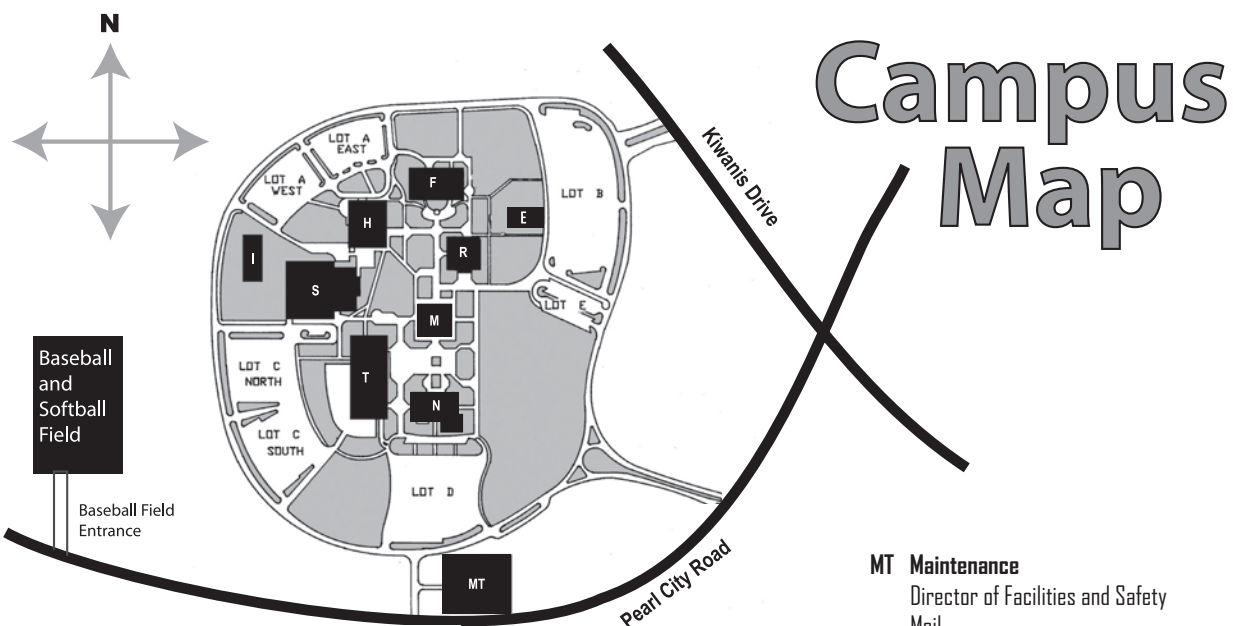 N
Campus
Map
Kiwanis Drive
LOT A
EAST
LOT A
WEST
F
LOT B
H
E
R
I
S
LOT E
M
Baseball
and
Softball
Field
LOT C
NORTH
T
N
LOT C
SOUTH
LOT D
Baseball Field
Entrance
MT
Pearl City Road
MT Maintenance
Director of Facilities and Safety
Mail